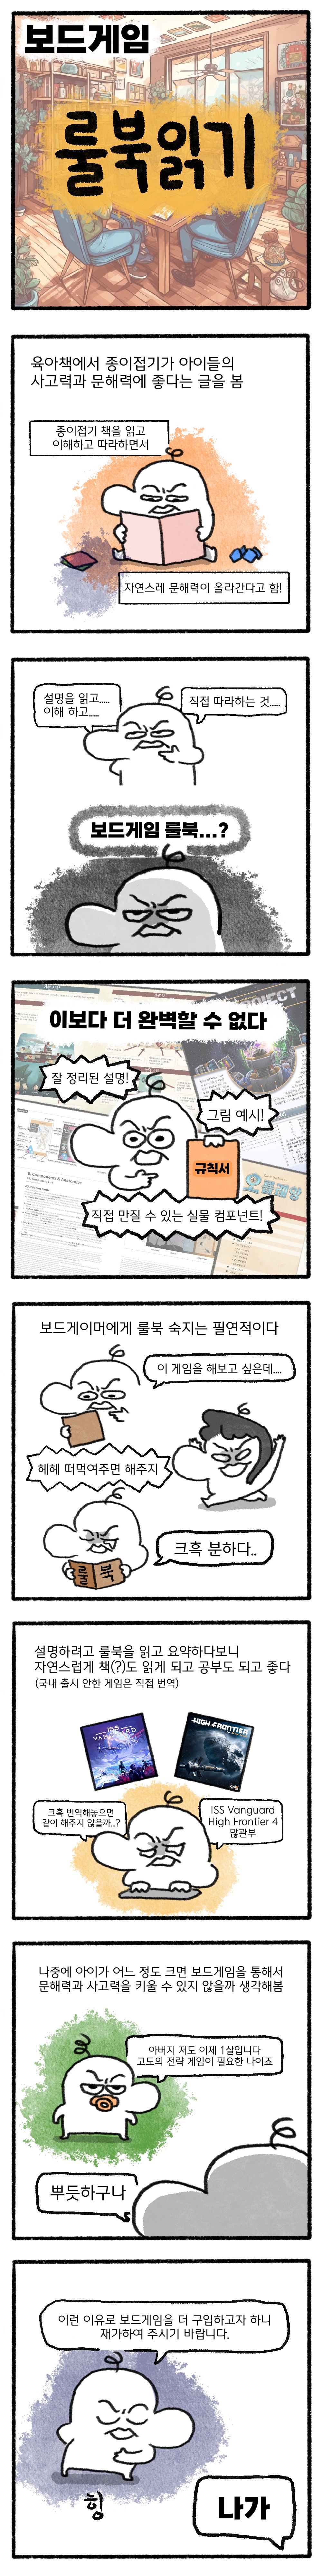 보드게임
룰북읽기
육아책에서 종이접기가 아이들의
사고력과 문해력에 좋다는 글을 봄
종이접기 책을 읽고
이해하고 따라하면서
자연스레 문해력이 올라간다고 함!
설명을 읽고.....
이해 하고.....
직접 따라하는 것.....
보드게임 룰북...?
이보다 더 완벽할 수 없다
잘 정리된 설명!
그림 예시!
규칙서
직접 만질 수 있는 실물 컴포넌트!
보드게이머에게 룰북 숙지는 필연적이다
이 게임을 해보고 싶은데....
헤헤 떠먹여주면 해주지
룰북
크흑 분하다..
설명하려고 룰북을 읽고 요약하다보니
자연스럽게 책(?)도 읽게 되고 공부도 되고 좋다
(국내 출시 안한 게임은 직접 번역)
ISS
VANGUARD
HIGH FRONTIER
크흑 번역해놓으면
같이 해주지 않을까...?
ISS Vanguard
High Frontier 4
많관부
나중에 아이가 어느 정도 크면 보드게임을 통해서
문해력과 사고력을 키울 수 있지 않을까 생각해봄
아버지 저도 이제 1살입니다
고도의 전략 게임이 필요한 나이죠
뿌듯하구나
이런 이유로 보드게임을 더 구입하고자 하니
재가하여 주시기 바랍니다.
힝
나가